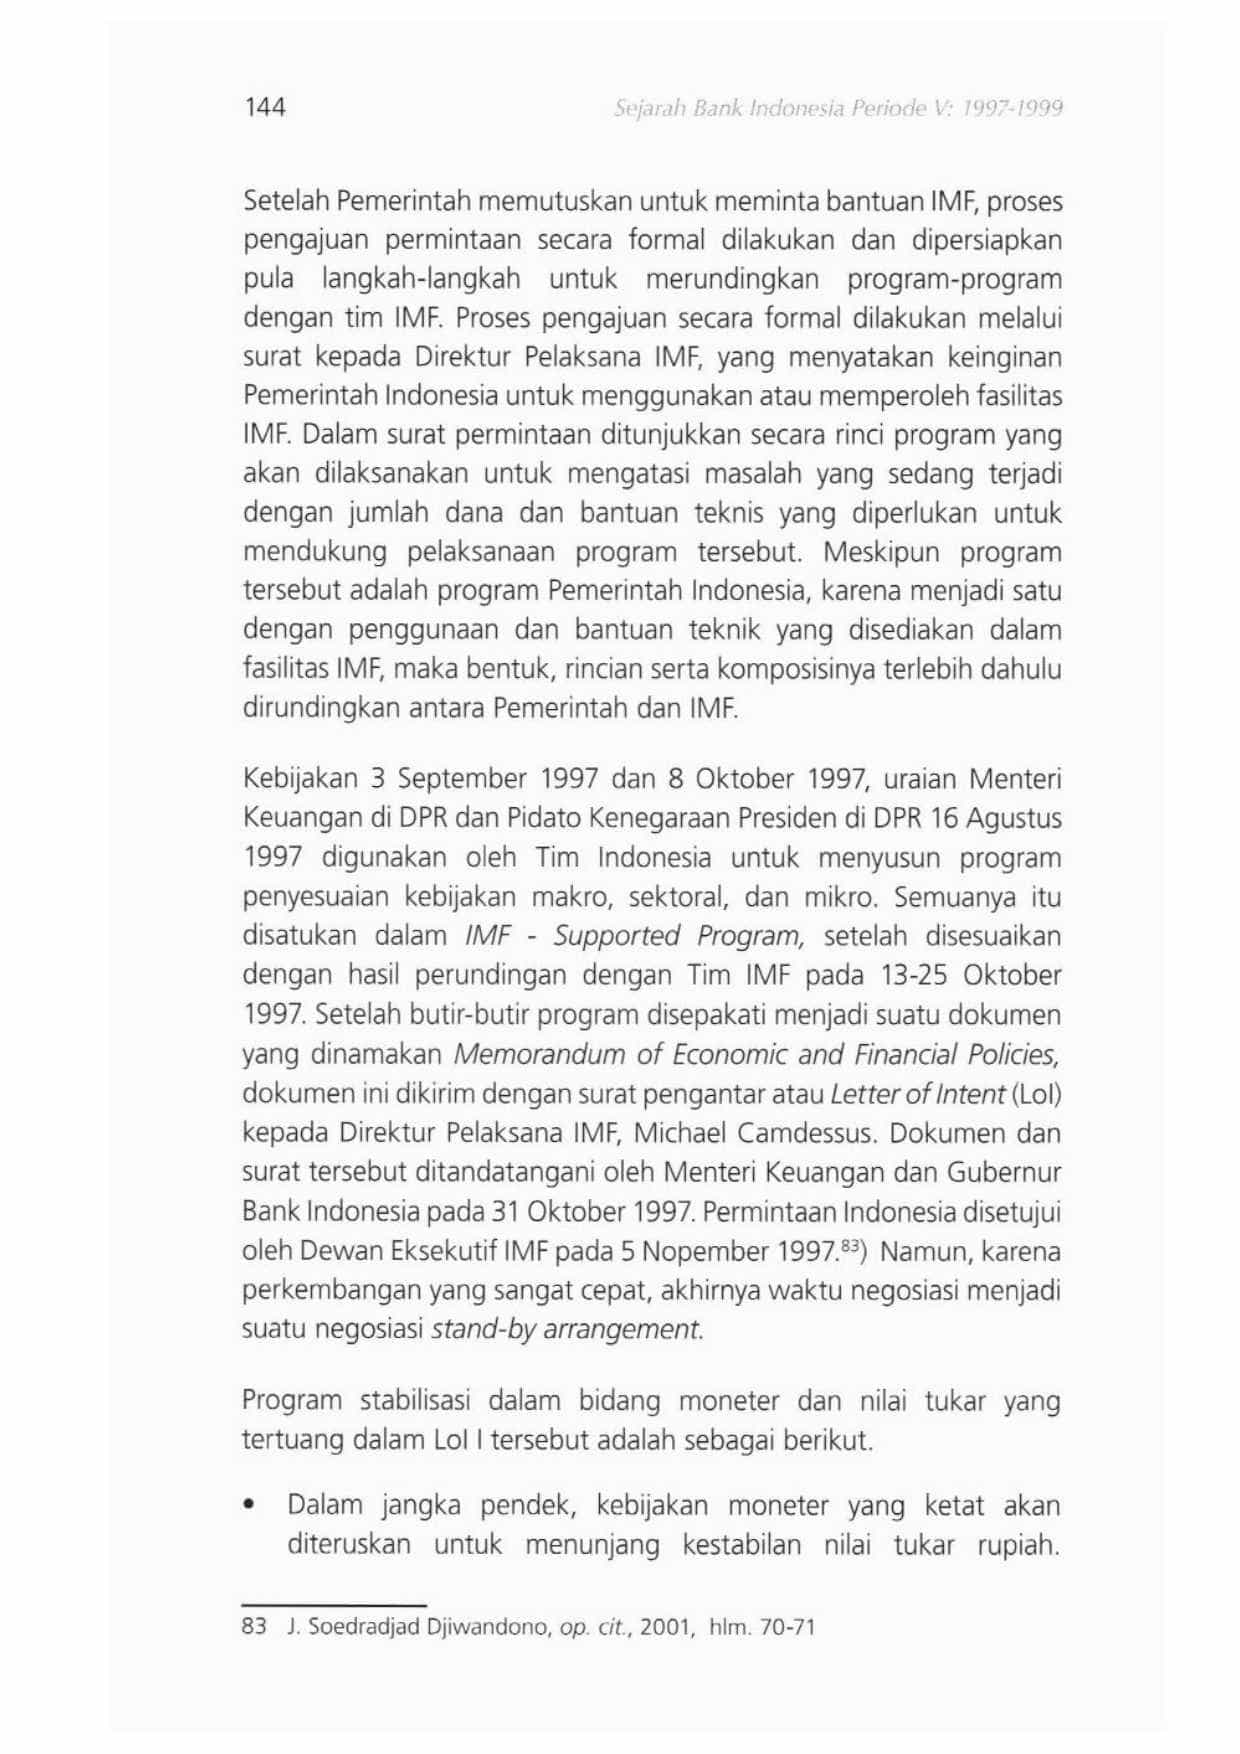 144
Sejarah Bank Indonesia Periode V: 1997-1999
Setelah Pemerintah memutuskan untuk meminta bantuan IMF, proses
pengajuan permintaan secara formal dilakukan dan dipersiapkan
pula langkah-langkah untuk merundingkan program-program
dengan tim IMF. Proses pengajuan secara formal dilakukan melalui
surat kepada Direktur Pelaksana IMF, yang menyatakan keinginan
Pemerintah Indonesia untuk menggunakan atau memperoleh fasilitas
IMF. Dalam surat permintaan ditunjukkan secara rinci program yang
akan dilaksanakan untuk mengatasi masalah yang sedang terjadi
dengan jumlah dana dan bantuan teknis yang diperlukan untuk
mendukung pelaksanaan program tersebut. Meskipun program
tersebut adalah program Pemerintah Indonesia, karena menjadi satu
dengan penggunaan dan bantuan teknik yang disediakan dalam
fasilitas IMF, maka bentuk, rincian serta komposisinya terlebih dahulu
dirundingkan antara Pemerintah dan IMF.
Kebijakan 3 September 1997 dan 8 Oktober 1997, uraian Menteri
Keuangan di DPR dan Pidato Kenegaraan Presiden di DPR 16 Agustus
1997 digunakan oleh Tim Indonesia untuk menyusun program
penyesuaian kebijakan makro, sektoral, dan mikro. Semuanya itu
disatukan dalam IMF - Supported Program, setelah disesuaikan
dengan hasil perundingan dengan Tim IMF pada 13-25 Oktober
1997. Setelah butir-butir program disepakati menjadi suatu dokumen
yang dinamakan Memorandum of Economic and Financial Policies,
dokumen ini dikirim dengan surat pengantar atau Letter of Intent (LoI)
kepada Direktur Pelaksana IMF, Michael Camdessus. Dokumen dan
surat tersebut ditandatangani oleh Menteri Keuangan dan Gubernur
Bank Indonesia pada 31 Oktober 1997. Permintaan Indonesia disetujui
oleh Dewan Eksekutif IMF pada 5 Nopember 1997.83) Namun, karena
perkembangan yang sangat cepat, akhirnya waktu negosiasi menjadi
suatu negosiasi stand-by arrangement.
Program stabilisasi dalam bidang moneter dan nilai tukar yang
tertuang dalam LoI I tersebut adalah sebagai berikut.
• Dalam jangka pendek, kebijakan moneter yang ketat akan
diteruskan untuk menunjang kestabilan nilai tukar rupiah.
83 J. Soedradjad Djiwandono, op. cit., 2001, hlm. 70-71